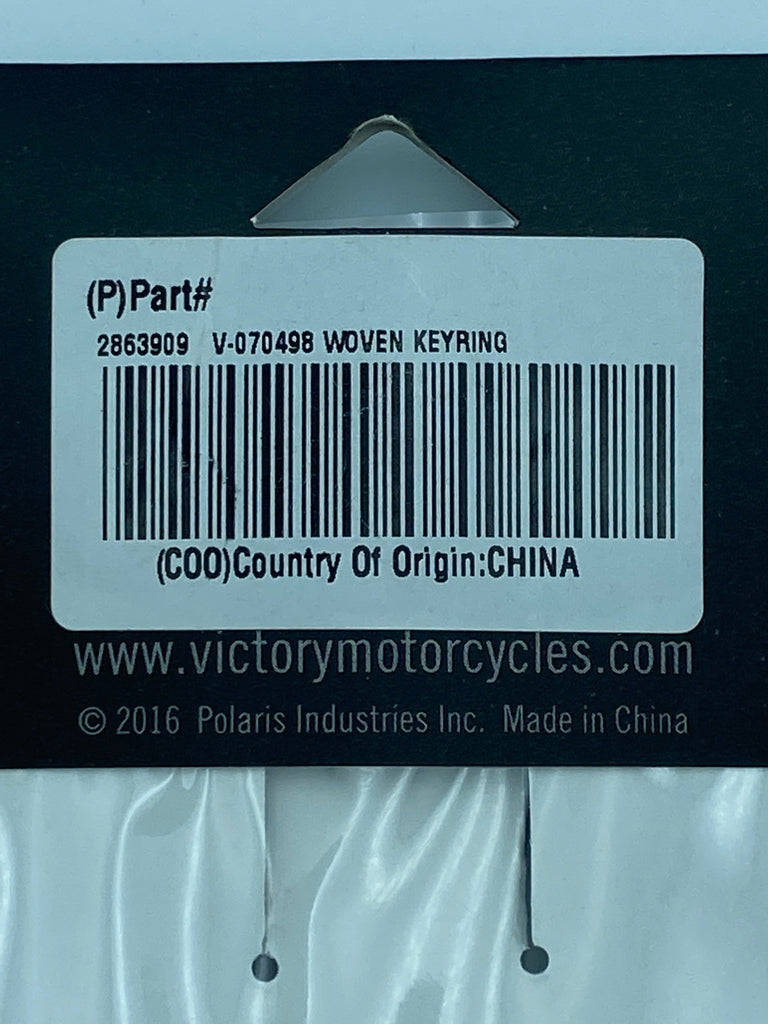 (P)Part#
2863909 V-070498 WOVEN KEYRING
(COO)Country Of Origin:CHINA
www.victorymotorcycles.com
© 2016 Polaris Industries Inc. Made in China